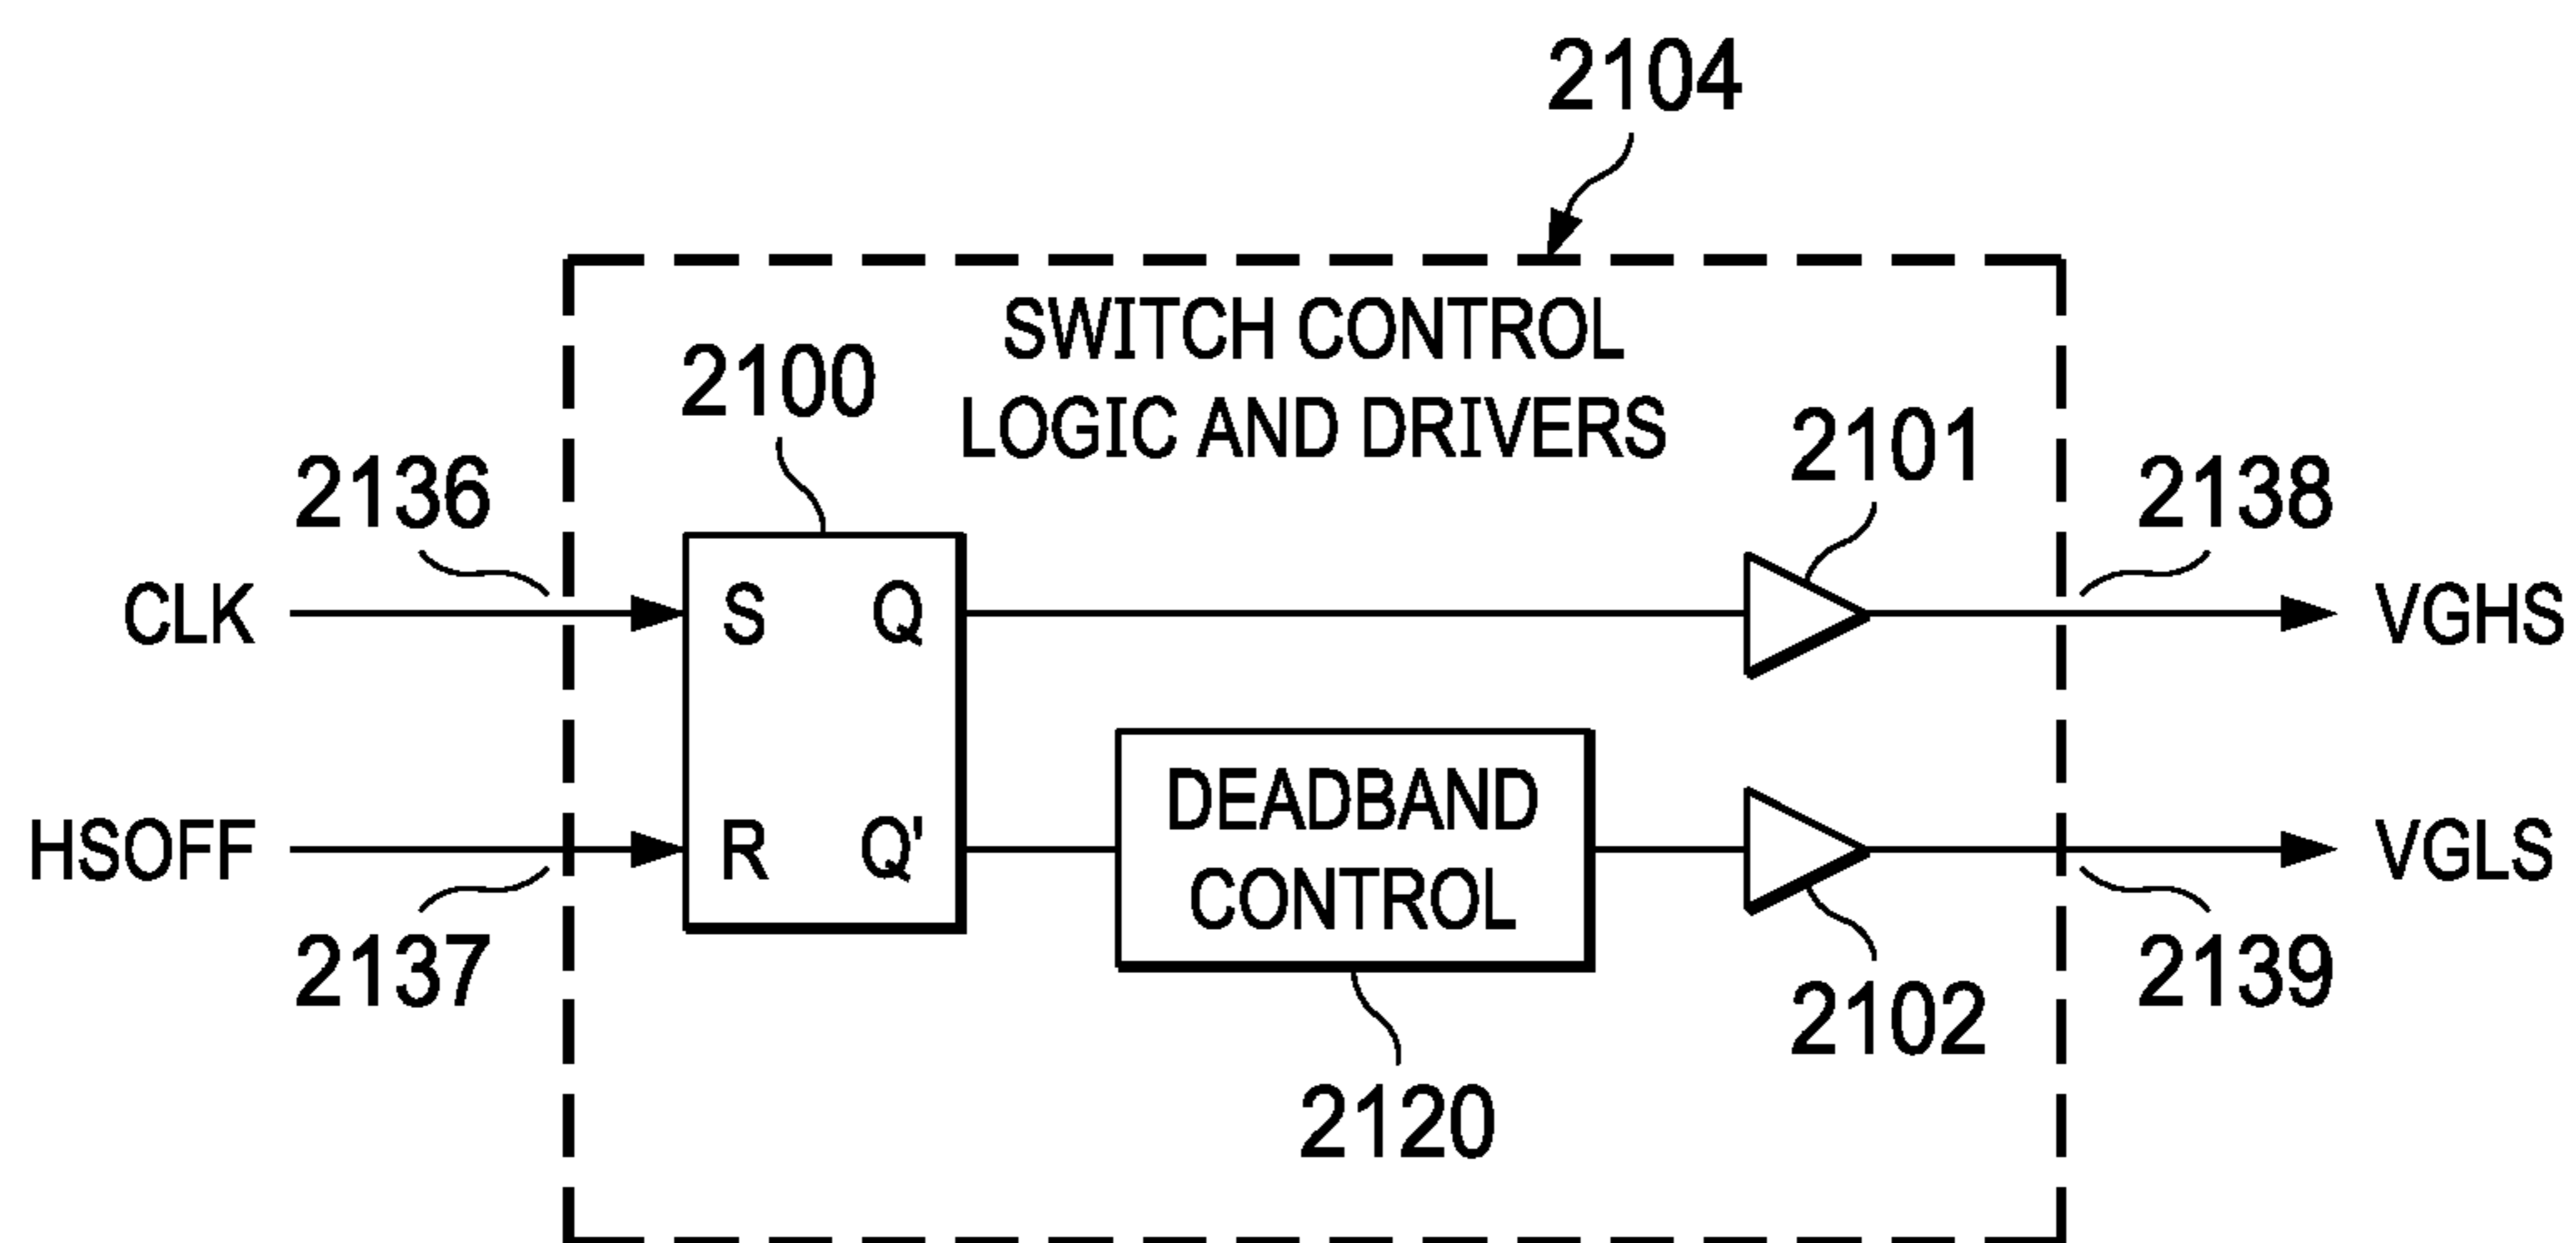 2104
SWITCH CONTROL
LOGIC AND DRIVERS
2100
2101
2136
2138
CLK
S
Q
VGHS
HSOFF
R
Q'
DEADBAND
CONTROL
VGLS
2137
2102
2139
2120